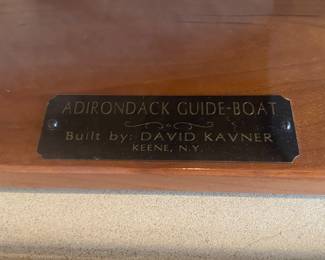 ADIRONDACK GUIDE-BOAT
Built by: DAVID KAVNER
KEENE, N.Y.